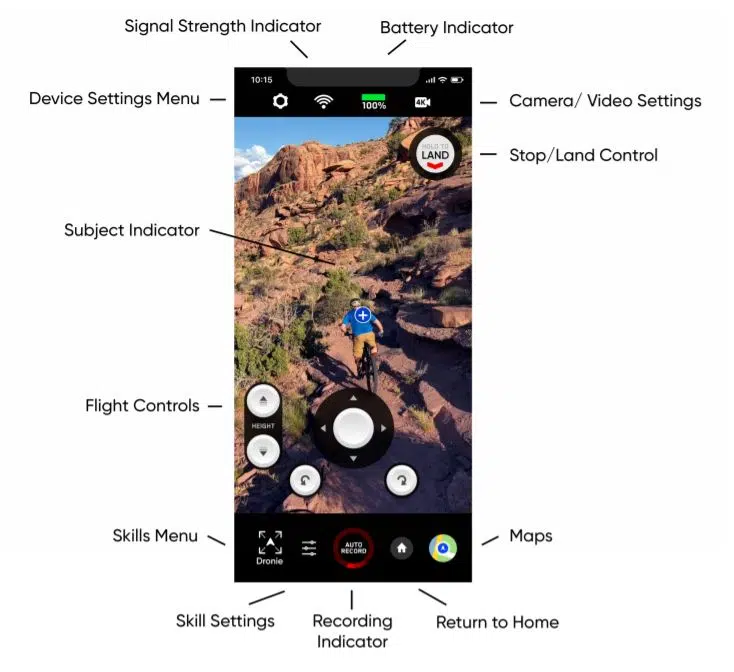 Signal Strength Indicator
Battery Indicator
10:15
Device Settings Menu
100%
4K
Camera/ Video Settings
HOLD TO
LAND
Stop/Land Control
Subject Indicator
Flight Controls
HEIGHT
Skills Menu
AUTO
RECORD
Dronie
Maps
Skill Settings
Recording
Indicator
Return to Home